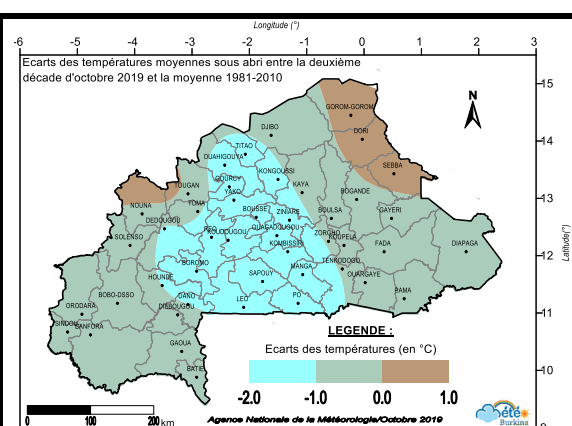 Longitude (°)
-6 -5 -4 -3 -2 -1 0 1 2 3
Ecarts des températures moyennes sous abri entre la deuxième
décade d'octobre 2019 et la moyenne 1981-2010
15
N
GOROM-GOROM
DJIBO
DORI
14
TITAO
OUAHIGOUYA
SEBBA
KONGOUSSI
GOURCY
TOUGAN
KAYA
YAKO
BOGANDE
13
NOUNA
TOMA
BOUSSE
ZINIARE
BOULSA
GAYERI
DEDOUGOU
OUAGADOUGOU
REO
KOUDOUGOU
ZORGHO
KOUPELA
SOLENSO
KOMBISSIRI
FADA
DIAPAGA
12
TENKODOGO
BOROMO
MANGA
SAPOUY
OUARGAYE
HOUNDE
BOBO-DSSO
DANO
LEO
PO
PAMA
ORODARA
DIEBOUGOU
11
SINDOU
BANFORA
GAOUA
BATIE
10
Latitude(°)
LEGENDE :
Ecarts des températures (en °C)
-2.0 -1.0 0.0 1.0
0 100 200 km
Agence Nationale de la Météorologie/Octobre 2019
météo
Burkina
9